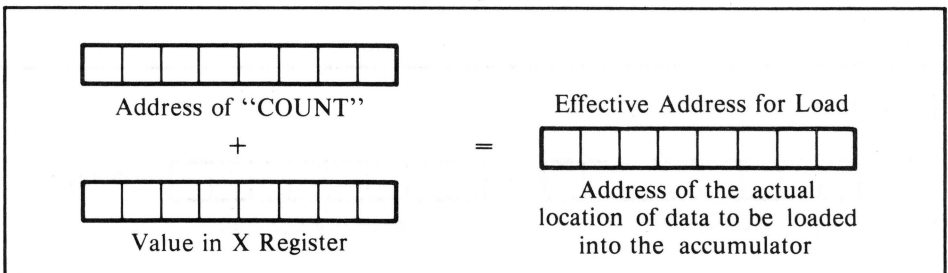 Address of “COUNT”
+
Value in X Register
=
Effective Address for Load
Address of the actual
location of data to be loaded
into the accumulator